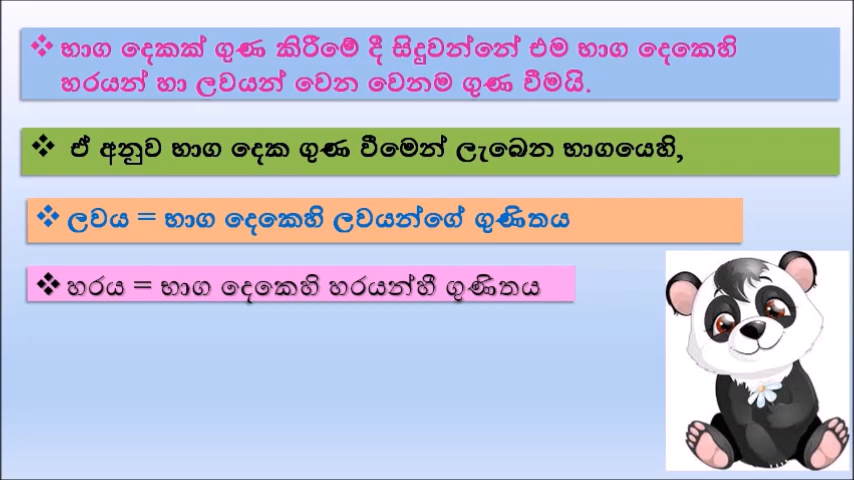 ❖ භාග දෙකක් ගුණ කිරීමේ දී සිදුවන්නේ එම භාග දෙකෙහි
හරයන් හා ලවයන් වෙන වෙනම ගුණ වීමයි.
❖ ඒ අනුව භාග දෙක ගුණ වීමෙන් ලැබෙන භාගයෙහි,
❖ ලවය = භාග දෙකෙහි ලවයන්ගේ ගුණිතය
❖ හරය = භාග දෙකෙහි හරයන්හී ගුණිතය